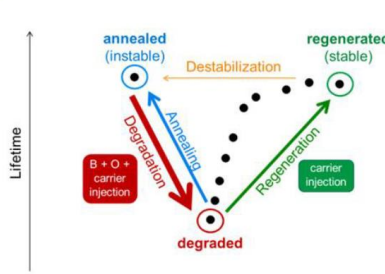 annealed
(instable)
regenerated
(stable)
Destabilization
Lifetime
Degradation
Annealing
Regeneration
B + O +
carrier
injection
carrier
injection
degraded